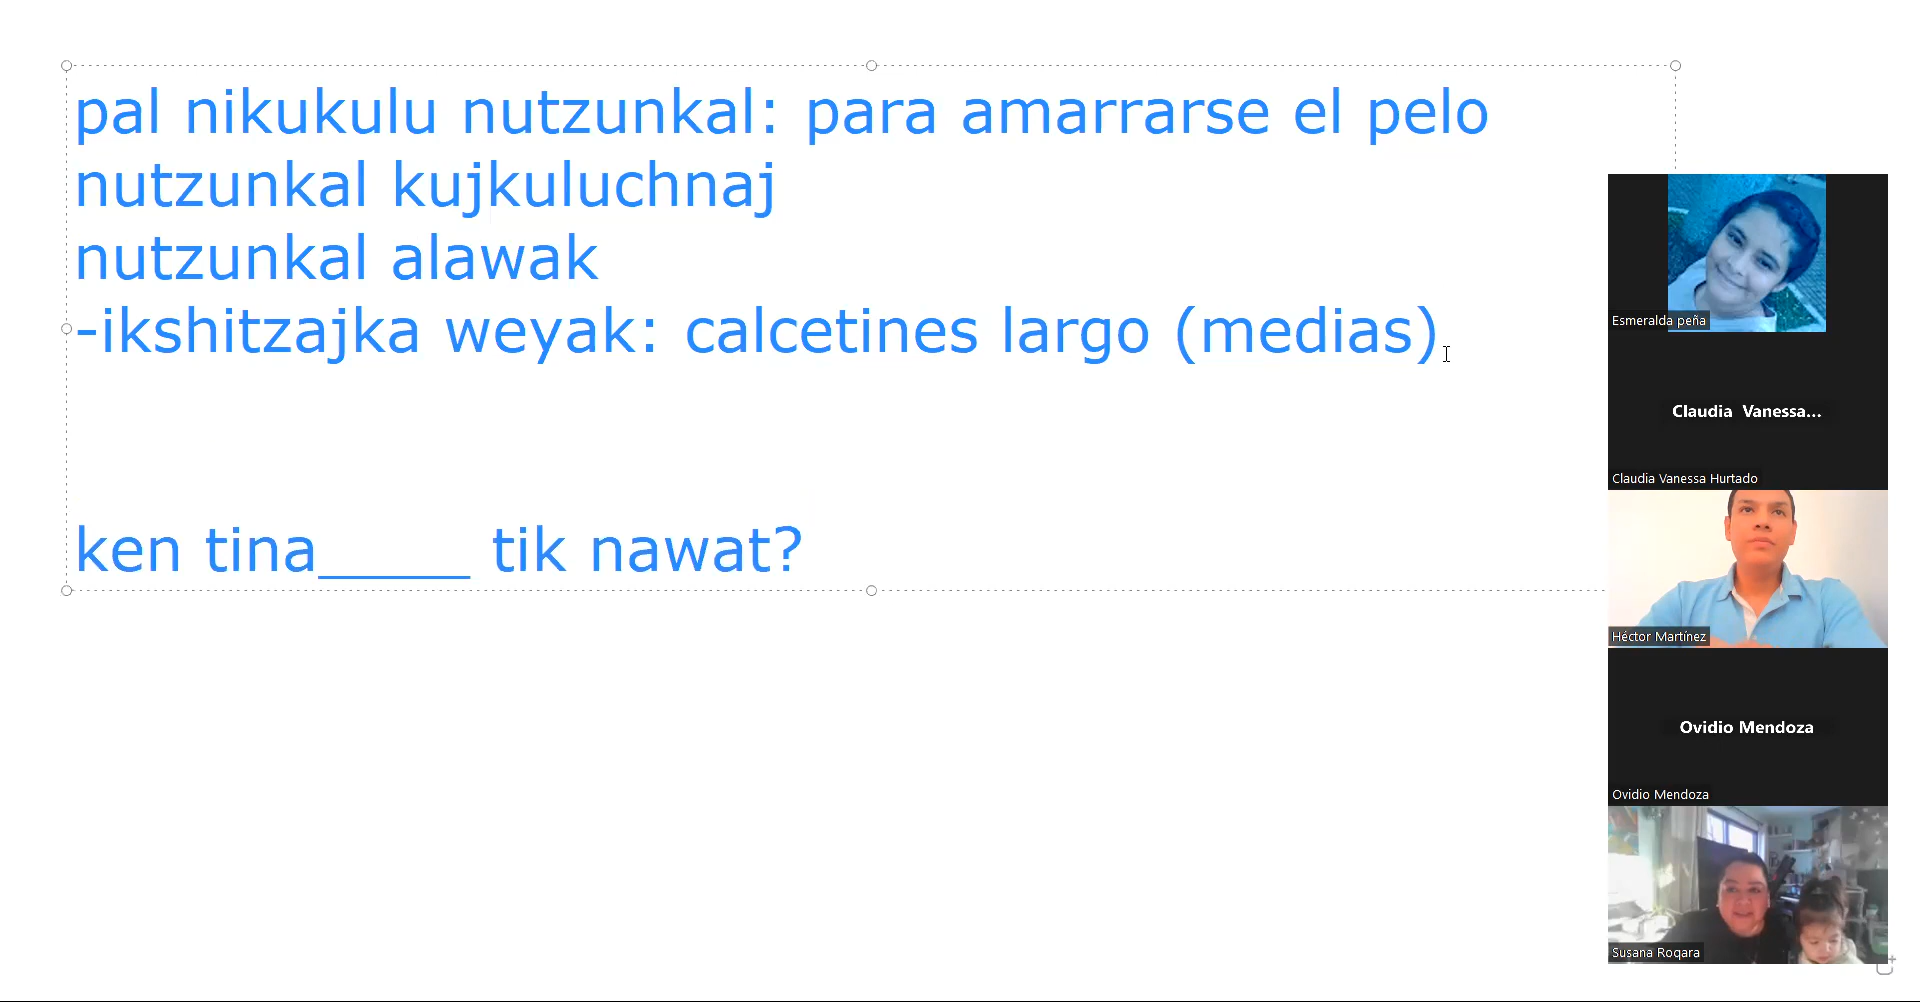 pal nikukulu nutzunkal: para amarrarse el pelo
nutzunkal kujkuluchnaj
nutzunkal alawak
-ikshitzajka weyak: calcetines largo (medias)
ken tina_____ tik nawat?
Esmeralda peña
Claudia Vanessa...
Claudia Vanessa Hurtado
Héctor Martínez
Ovidio Mendoza
Ovidio Mendoza
Susana Roqara